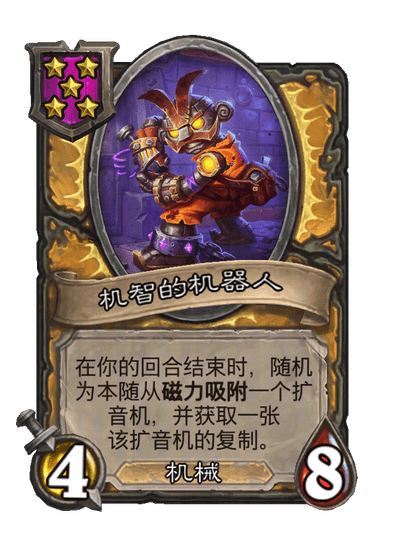 机智的机器人
在你的回合结束时，随机
为本随从磁力吸附一个扩
音机，并获取一张
该扩音机的复制。
4
机械
8